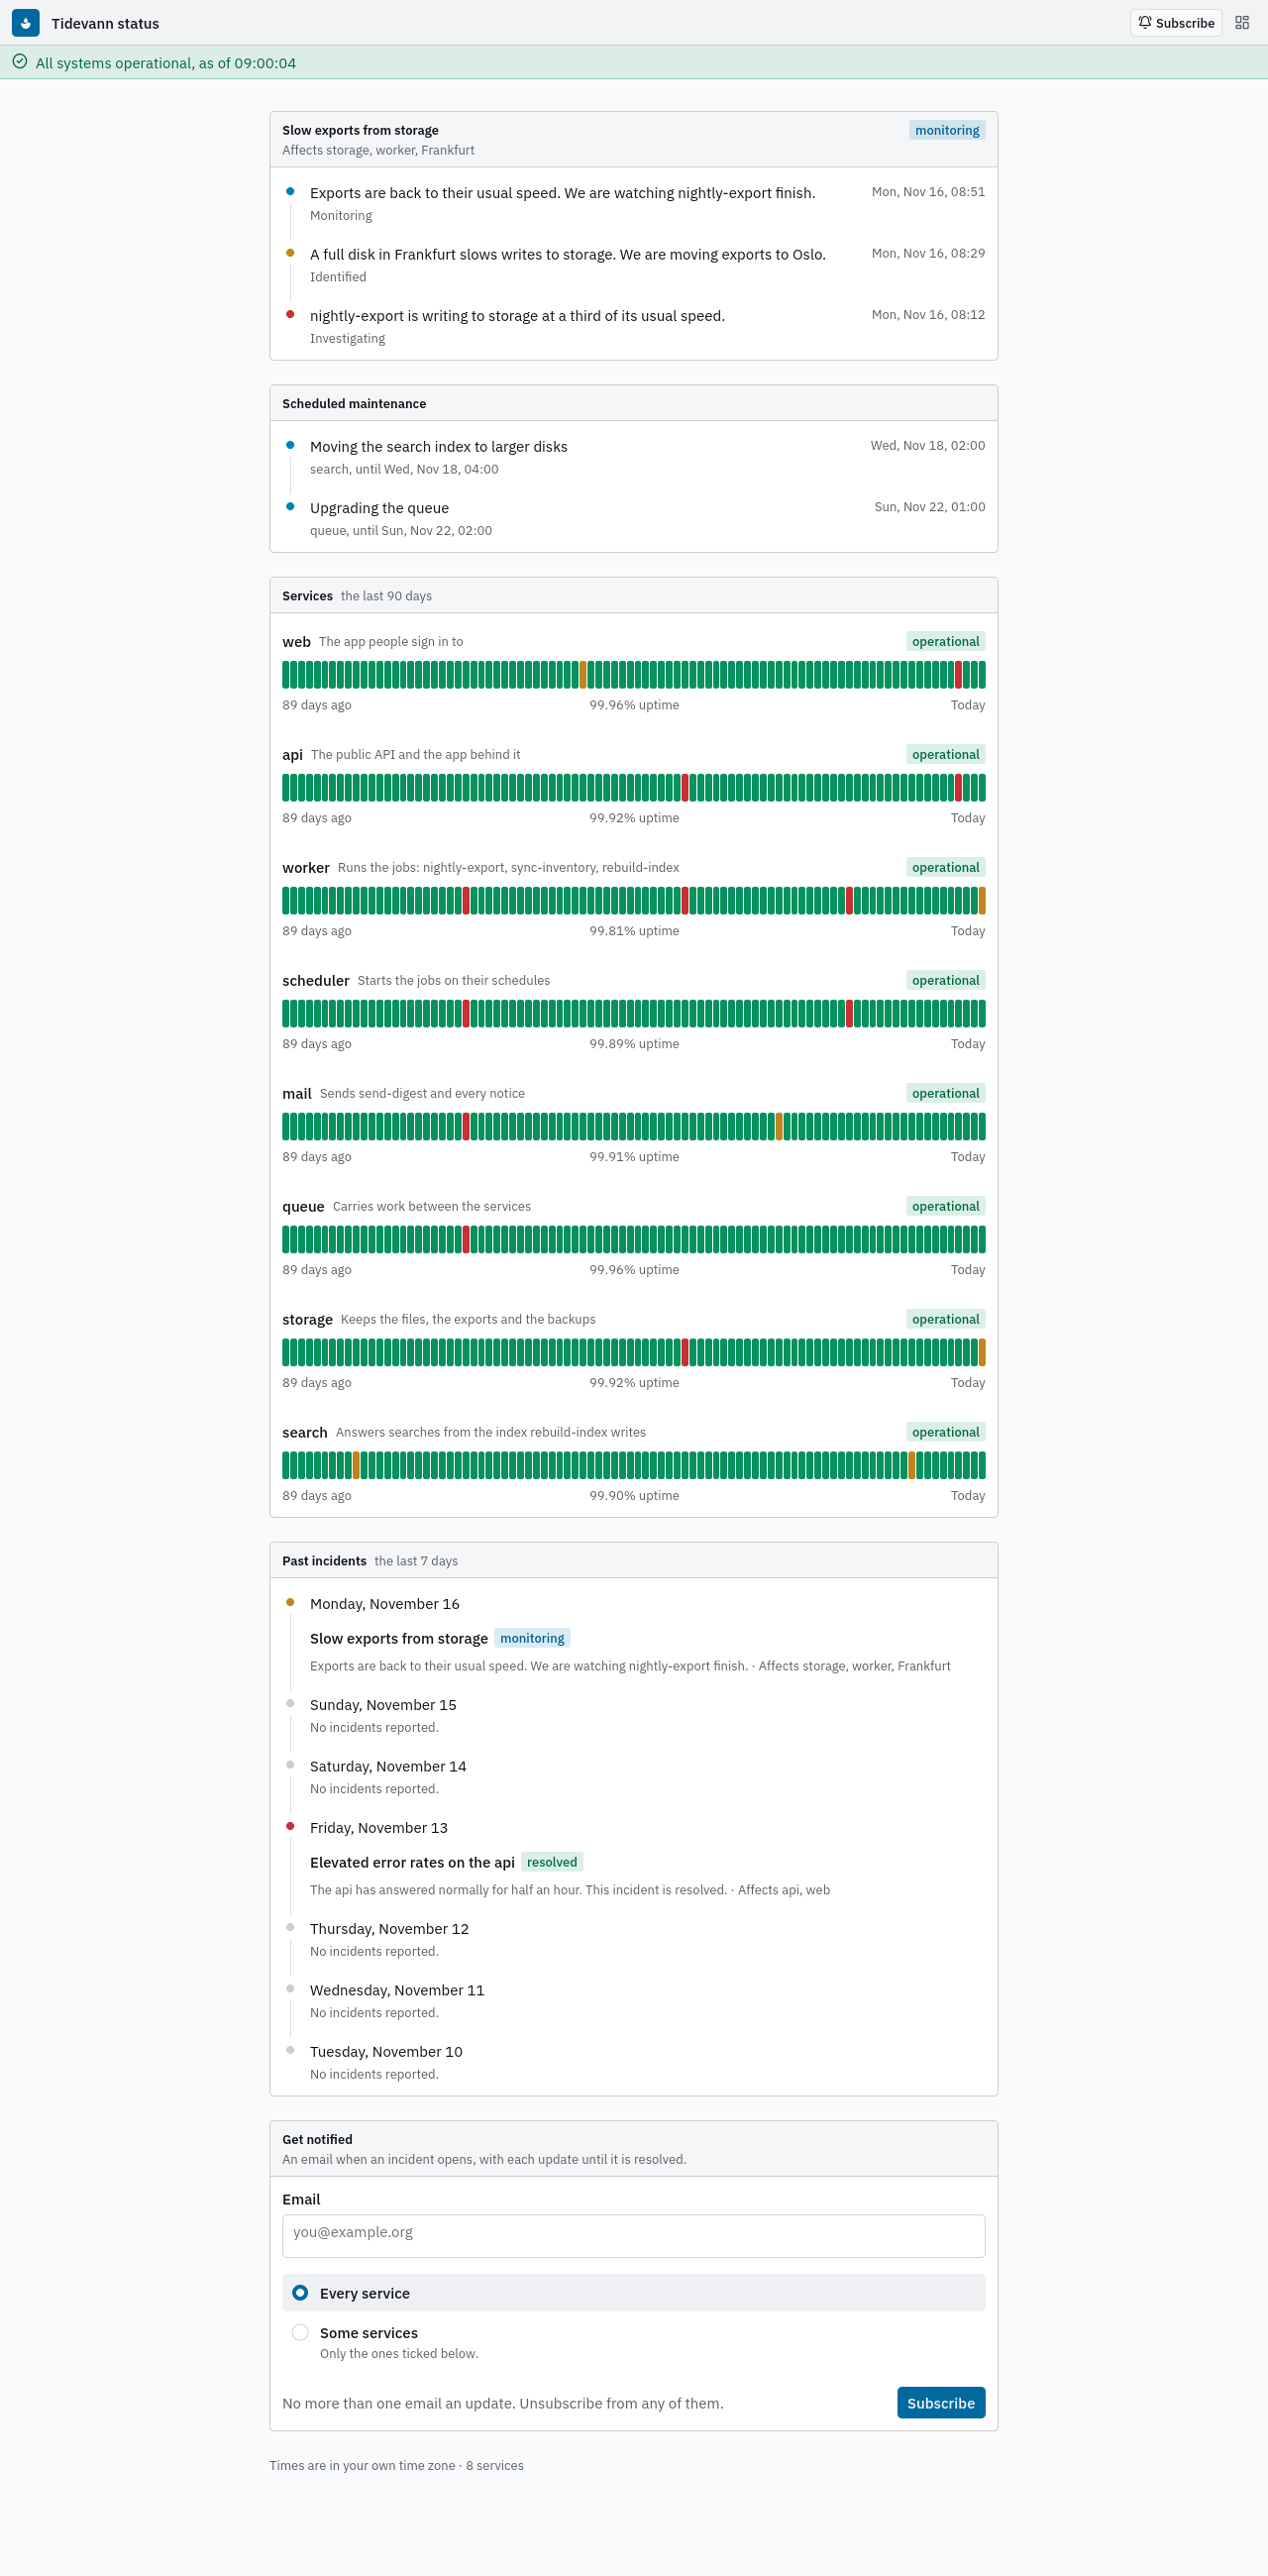 Tidevann status
Subscribe
All systems operational, as of 09:00:04
Slow exports from storage
monitoring
Affects storage, worker, Frankfurt
Exports are back to their usual speed. We are watching nightly-export finish.
Mon, Nov 16, 08:51
Monitoring
A full disk in Frankfurt slows writes to storage. We are moving exports to Oslo.
Mon, Nov 16, 08:29
Identified
nightly-export is writing to storage at a third of its usual speed.
Mon, Nov 16, 08:12
Investigating
Scheduled maintenance
Moving the search index to larger disks
Wed, Nov 18, 02:00
search, until Wed, Nov 18, 04:00
Upgrading the queue
Sun, Nov 22, 01:00
queue, until Sun, Nov 22, 02:00
Services the last 90 days
web The app people sign in to
operational
89 days ago 99.96% uptime Today
api The public API and the app behind it
operational
89 days ago 99.92% uptime Today
worker Runs the jobs: nightly-export, sync-inventory, rebuild-index
operational
89 days ago 99.81% uptime Today
scheduler Starts the jobs on their schedules
operational
89 days ago 99.89% uptime Today
mail Sends send-digest and every notice
operational
89 days ago 99.91% uptime Today
queue Carries work between the services
operational
89 days ago 99.96% uptime Today
storage Keeps the files, the exports and the backups
operational
89 days ago 99.92% uptime Today
search Answers searches from the index rebuild-index writes
operational
89 days ago 99.90% uptime Today
Past incidents the last 7 days
Monday, November 16
Slow exports from storage monitoring
Exports are back to their usual speed. We are watching nightly-export finish. · Affects storage, worker, Frankfurt
Sunday, November 15
No incidents reported.
Saturday, November 14
No incidents reported.
Friday, November 13
Elevated error rates on the api resolved
The api has answered normally for half an hour. This incident is resolved. · Affects api, web
Thursday, November 12
No incidents reported.
Wednesday, November 11
No incidents reported.
Tuesday, November 10
No incidents reported.
Get notified
An email when an incident opens, with each update until it is resolved.
Email
you@example.org
Every service
Some services
Only the ones ticked below.
No more than one email an update. Unsubscribe from any of them.
Subscribe
Times are in your own time zone · 8 services